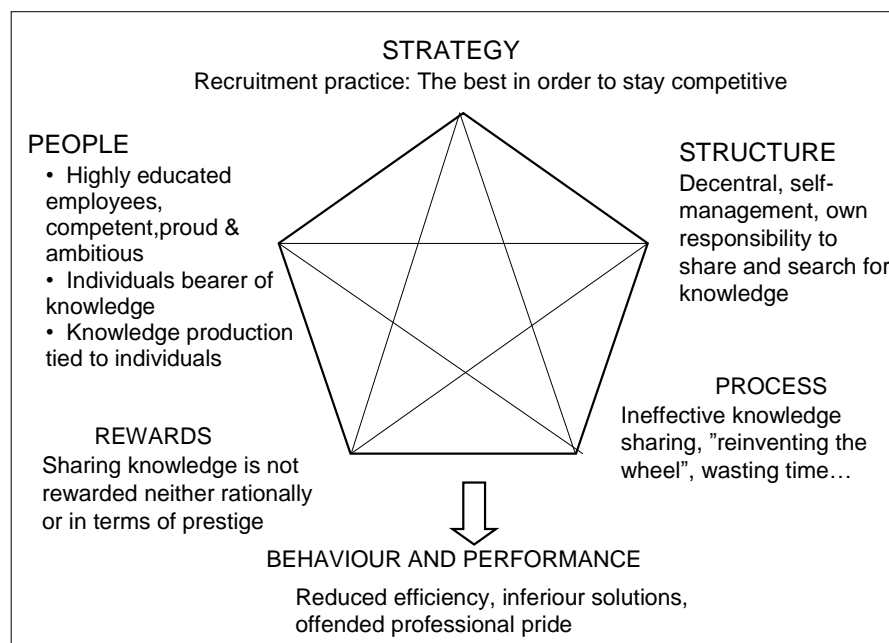 STRATEGY
Recruitment practice: The best in order to stay competitive
PEOPLE
• Highly educated
employees,
competent,proud &
ambitious
• Individuals bearer of
knowledge
• Knowledge production
tied to individuals
STRUCTURE
Decentral, self-
management, own
responsibility to
share and search for
knowledge
REWARDS
Sharing knowledge is not
rewarded neither rationally
or in terms of prestige
PROCESS
Ineffective knowledge
sharing, ”reinventing the
wheel”, wasting time…
BEHAVIOUR AND PERFORMANCE
Reduced efficiency, inferiour solutions,
offended professional pride